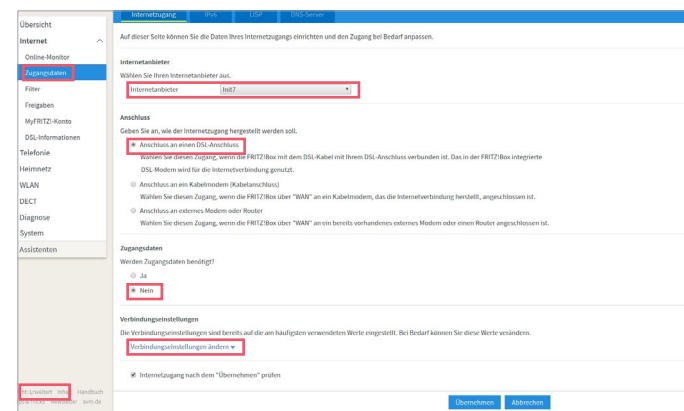 Übersicht
Internet
Online-Monitor
Zugangsdaten
Filter
Freigaben
MyFRITZ!-Konto
DSL-Informationen
Telefonie
Heimnetz
WLAN
DECT
Diagnose
System
Assistenten
Inhalt Handbuch
Newsletter avm.de
Internetzugang IPv6 LISP DNS-Server
Auf dieser Seite können Sie die Daten Ihres Internetzugangs einrichten und den Zugang bei Bedarf anpassen.
Internetanbieter
Wählen Sie Ihren Internetanbieter aus.
Internetanbieter Init7
Anschluss
Geben Sie an, wie der Internetzugang hergestellt werden soll.
Anschluss an einen DSL-Anschluss
Wählen Sie diesen Zugang, wenn die FRITZ!Box mit dem DSL-Kabel mit Ihrem DSL-Anschluss verbunden ist. Das in der FRITZ!Box integrierte
DSL-Modem wird für die Internetverbindung genutzt.
Anschluss an ein Kabelmodem (Kabelanschluss)
Wählen Sie diesen Zugang, wenn die FRITZ!Box über "WAN" an ein Kabelmodem, das die Internetverbindung herstellt, angeschlossen ist.
Anschluss an externes Modem oder Router
Wählen Sie diesen Zugang, wenn die FRITZ!Box über "WAN" an ein bereits vorhandenes externes Modem oder einen Router angeschlossen ist.
Zugangsdaten
Werden Zugangsdaten benötigt?
Ja
Nein
Verbindungseinstellungen
Die Verbindungseinstellungen sind bereits auf die am häufigsten verwendeten Werte eingestellt. Bei Bedarf können Sie diese Werte verändern.
Verbindungseinstellungen ändern
Internetzugang nach dem "Übernehmen" prüfen
Übernehmen Abbrechen